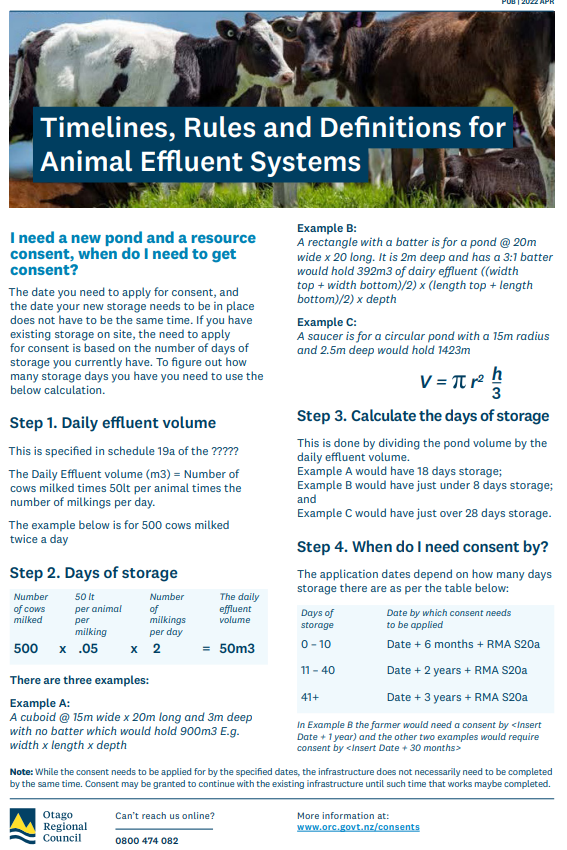 PUB | 2022 APR
Timelines, Rules and Definitions for
Animal Effluent Systems
I need a new pond and a resource
consent, when do I need to get
consent?
The date you need to apply for consent, and
the date your new storage needs to be in place
does not have to be the same time. If you have
existing storage on site, the need to apply
for consent is based on the number of days of
storage you currently have. To figure out how
many storage days you have you need to use the
below calculation.
Step 1. Daily effluent volume
This is specified in schedule 19a of the ?????
The Daily Effluent volume (m3) = Number of
cows milked times 50lt per animal times the
number of milkings per day.
The example below is for 500 cows milked
twice a day
Step 2. Days of storage
Number
of cows
milked
50 lt
per animal
per
milking
Number
of
milkings
per day
The daily
effluent
volume
500 x .05 x 2 = 50m3
There are three examples:
Example A:
A cuboid @ 15m wide x 20m long and 3m deep
with no batter which would hold 900m3 E.g.
width x length x depth
Example B:
A rectangle with a batter is for a pond @ 20m
wide x 20 long. It is 2m deep and has a 3:1 batter
would hold 392m3 of dairy effluent ((width
top + width bottom)/2) x (length top + length
bottom)/2) x depth
Example C:
A saucer is for a circular pond with a 15m radius
and 2.5m deep would hold 1423m
V = π r² h
3
Step 3. Calculate the days of storage
This is done by dividing the pond volume by the
daily effluent volume.
Example A would have 18 days storage;
Example B would have just under 8 days storage;
and
Example C would have just over 28 days storage.
Step 4. When do I need consent by?
The application dates depend on how many days
storage there are as per the table below:
Days of
storage
Date by which consent needs
to be applied
0 – 10 Date + 6 months + RMA S20a
11 – 40 Date + 2 years + RMA S20a
41+ Date + 3 years + RMA S20a
In Example B the farmer would need a consent by <Insert
Date + 1 year) and the other two examples would require
consent by <Insert Date + 30 months>
Note: While the consent needs to be applied for by the specified dates, the infrastructure does not necessarily need to be completed
by the same time. Consent may be granted to continue with the existing infrastructure until such time that works maybe completed.
Otago
Regional
Council
Can't reach us online?
0800 474 082
More information at:
www.orc.govt.nz/consents